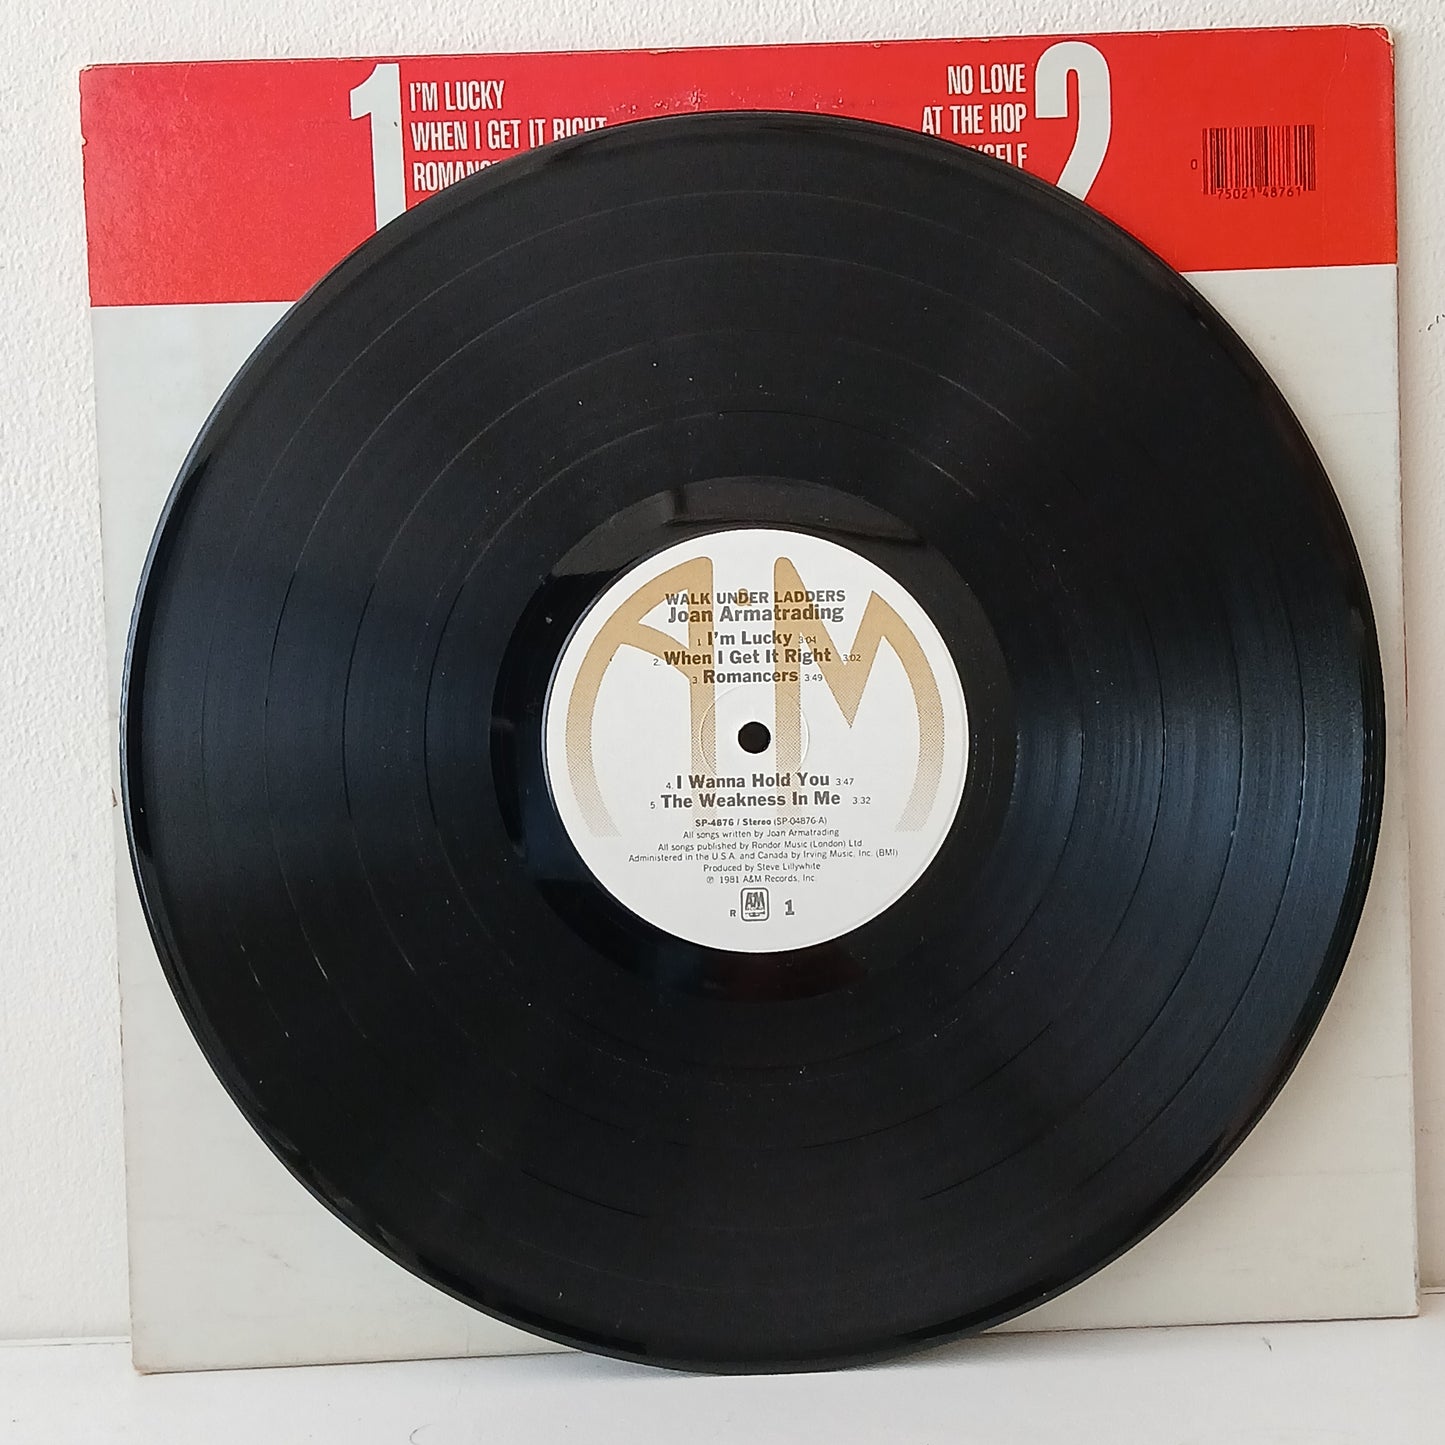 1
I'M LUCKY
WHEN I GET IT RIGHT
NO LOVE
AT THE HOP
2
0
75021 48761
WALK UNDER LADDERS
Joan Armatrading
1. I'm Lucky 3:04
2. When I Get It Right 3:02
3. Romancers 3:49
4. I Wanna Hold You 3:47
5. The Weakness In Me 3:32
SP-4876 / Stereo (SP-04876-A)
All songs written by Joan Armatrading
All songs published by Rondor Music (London) Ltd.
Administered in the U.S.A. and Canada by Irving Music, Inc. (BMI)
Produced by Steve Lillywhite
℗ 1981 A&M Records, Inc.
R
A&M
1